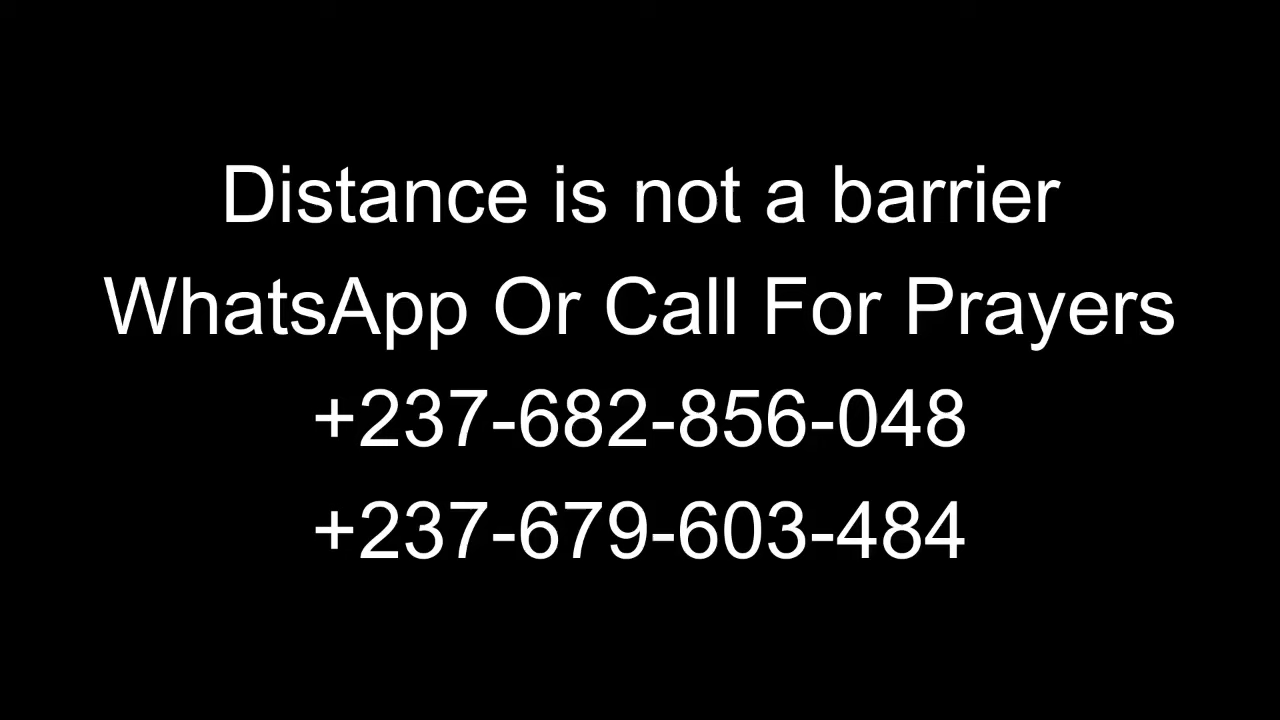 Distance is not a barrier
WhatsApp Or Call For Prayers
+237-682-856-048
+237-679-603-484